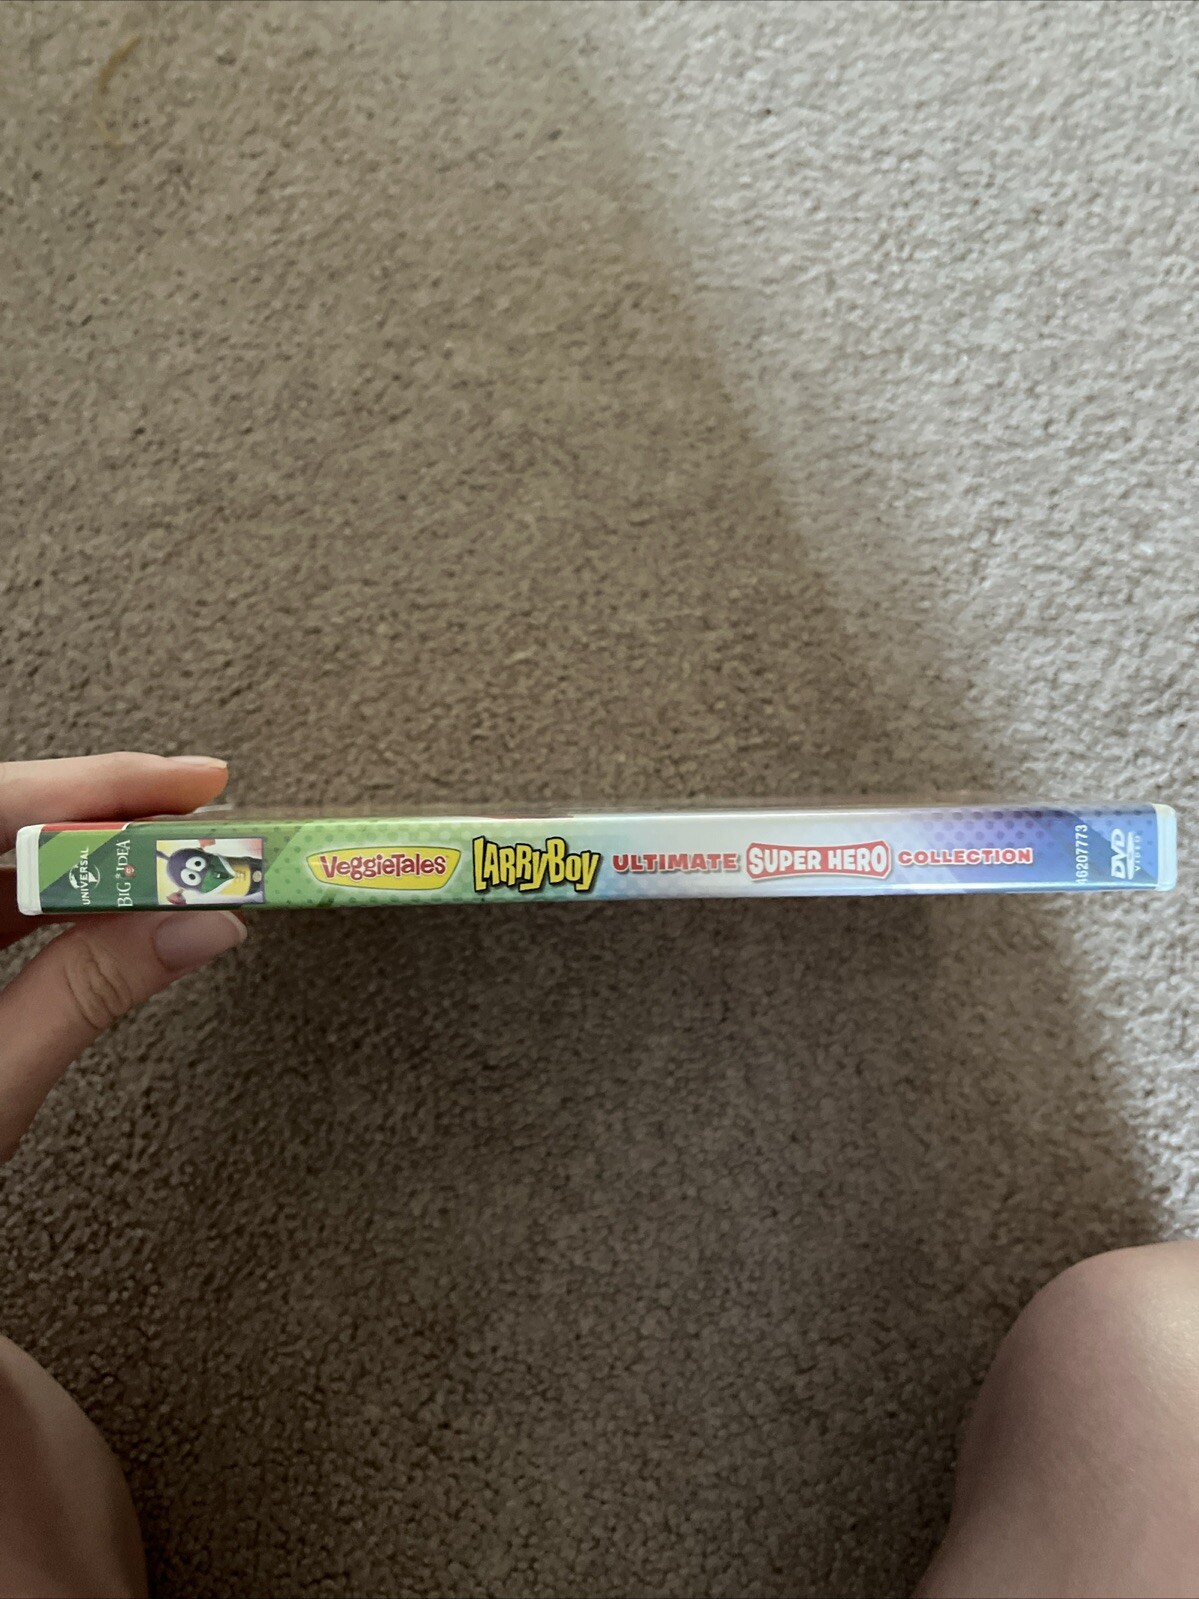 UNIVERSAL
BIG IDEA
VeggieTales LARRYBOY ULTIMATE SUPER HERO COLLECTION
46207773
DVD
VIDEO